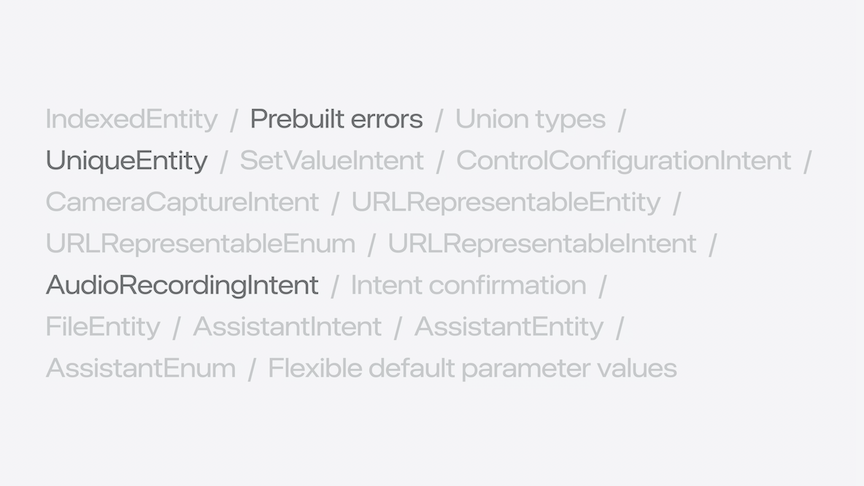 IndexedEntity / Prebuilt errors / Union types /
UniqueEntity / SetValueIntent / ControlConfigurationIntent /
CameraCaptureIntent / URLRepresentableEntity /
URLRepresentableEnum / URLRepresentableIntent /
AudioRecordingIntent / Intent confirmation /
FileEntity / AssistantIntent / AssistantEntity /
AssistantEnum / Flexible default parameter values